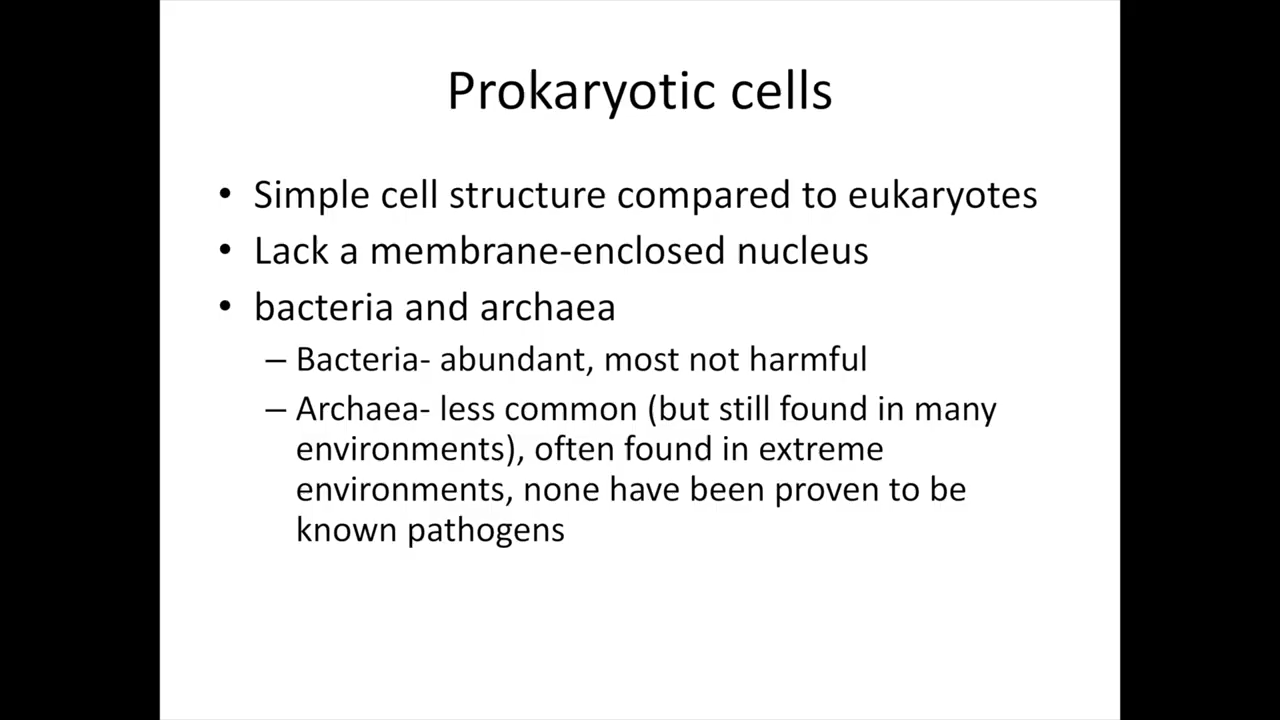 Prokaryotic cells
• Simple cell structure compared to eukaryotes
• Lack a membrane-enclosed nucleus
• bacteria and archaea
– Bacteria- abundant, most not harmful
– Archaea- less common (but still found in many
environments), often found in extreme
environments, none have been proven to be
known pathogens